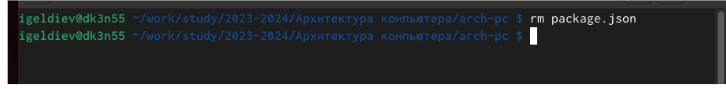 igeldiev@dk3n55 ~/work/study/2023-2024/Архитектура компьютера/arch-pc $ rm package.json
igeldiev@dk3n55 ~/work/study/2023-2024/Архитектура компьютера/arch-pc $